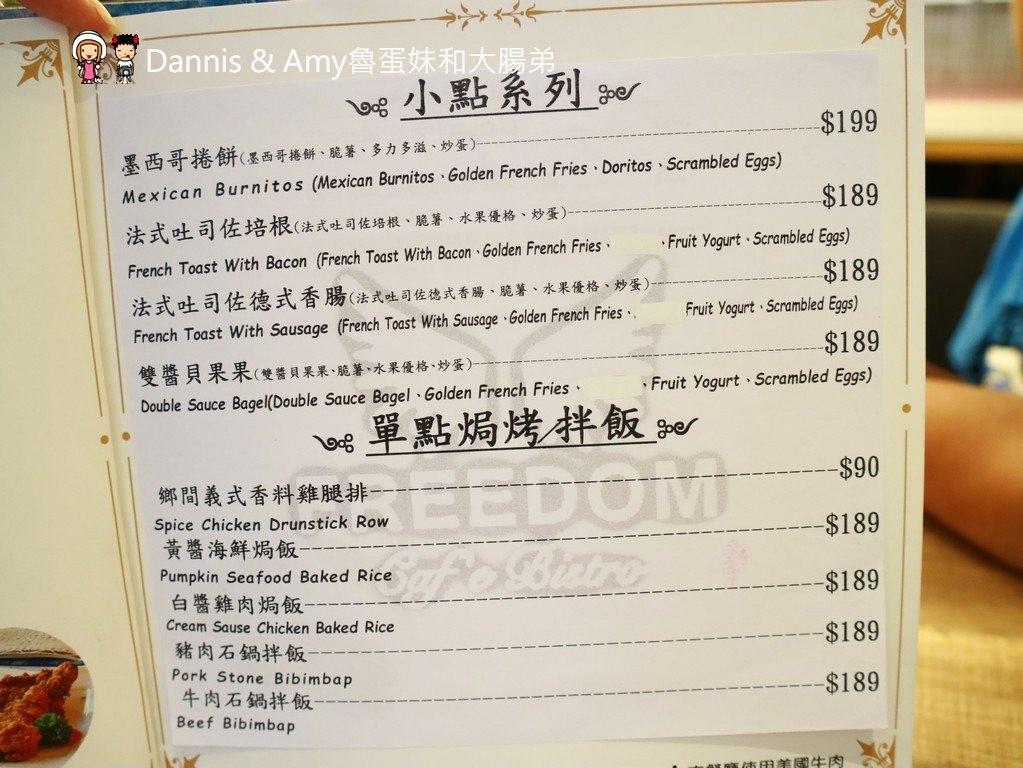 Dannis & Amy魯蛋妹和大腸弟
小點系列
墨西哥捲餅(墨西哥捲餅、脆薯、多力多滋、炒蛋) $199
Mexican Burnitos (Mexican Burnitos、Golden French Fries、Doritos、Scrambled Eggs)
法式吐司佐培根(法式吐司佐培根、脆薯、水果優格、炒蛋) $189
French Toast With Bacon (French Toast With Bacon、Golden French Fries、 、Fruit Yogurt、Scrambled Eggs)
法式吐司佐德式香腸(法式吐司佐德式香腸、脆薯、水果優格、炒蛋) $189
French Toast With Sausage (French Toast With Sausage、Golden French Fries、 Fruit Yogurt、Scrambled Eggs)
雙醬貝果果(雙醬貝果果、脆薯、水果優格、炒蛋) $189
Double Sauce Bagel(Double Sauce Bagel、Golden French Fries、 、Fruit Yogurt、Scrambled Eggs)
單點焗烤/拌飯
鄉間義式香料雞腿排 $90
Spice Chicken Drunstick Row
黃醬海鮮焗飯 $189
Pumpkin Seafood Baked Rice
白醬雞肉焗飯 $189
Cream Sause Chicken Baked Rice
豬肉石鍋拌飯 $189
Pork Stone Bibimbap
牛肉石鍋拌飯 $189
Beef Bibimbap
FREEDOM
Caf'e Bistro
本餐廳使用美國牛肉